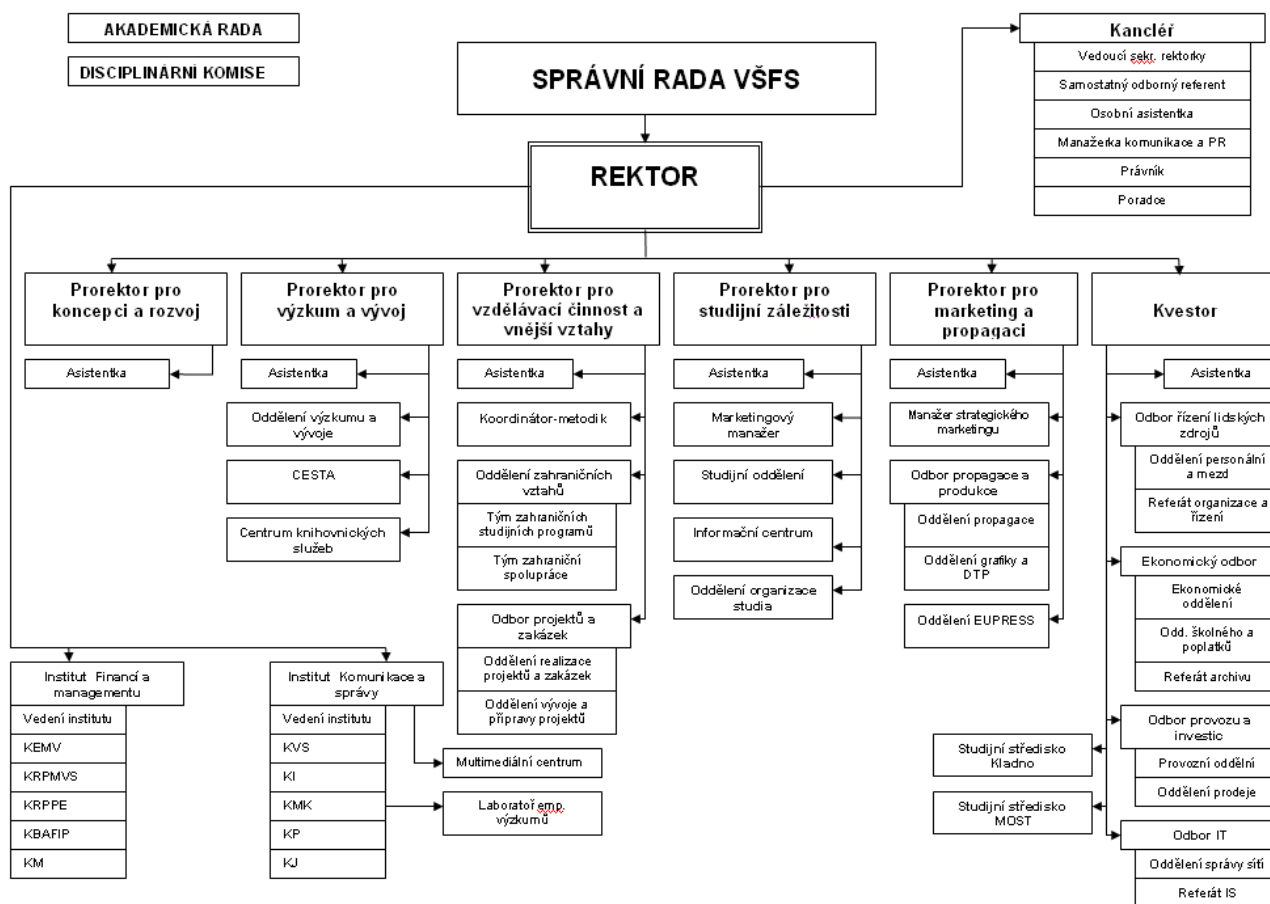 AKADEMICKÁ RADA
DISCIPLINÁRNÍ KOMISE
SPRÁVNÍ RADA VŠFS
REKTOR
Kancléř
Vedoucí sekr. rektorky
Samostatný odborný referent
Osobní asistentka
Manažerka komunikace a PR
Právník
Poradce
Prorektor pro
koncepci a rozvoj
Asistentka
Prorektor pro
výzkum a vývoj
Asistentka
Oddělení výzkumu a
vývoje
CESTA
Centrum knihovnických
služeb
Prorektor pro
vzdělávací činnost a
vnější vztahy
Asistentka
Koordinátor-metodik
Oddělení zahraničních
vztahů
Tým zahraničních
studijních programů
Tým zahraniční
spolupráce
Odbor projektů a
zakázek
Oddělení realizace
projektů a zakázek
Oddělení vývoje a
přípravy projektů
Prorektor pro
studijní záležitosti
Asistentka
Marketingový
manažer
Studijní oddělení
Informační centrum
Oddělení organizace
studia
Prorektor pro
marketing a
propagaci
Asistentka
Manažer strategického
marketingu
Odbor propagace a
produkce
Oddělení propagace
Oddělení grafiky a
DTP
Oddělení EUPRESS
Kvestor
Asistentka
Odbor řízení lidských
zdrojů
Oddělení personální
a mezd
Referát organizace a
řízení
Ekonomický odbor
Ekonomické
oddělení
Odd. školného a
poplatků
Referát archivu
Odbor provozu a
investic
Provozní oddělní
Oddělení prodeje
Studijní středisko
Kladno
Studijní středisko
MOST
Odbor IT
Oddělení správy sítí
Referát IS
Institut Financí a
managementu
Vedení institutu
KEMV
KRPMVS
KRPPE
KBAFIP
KM
Institut Komunikace a
správy
Vedení institutu
KVS
KI
KMK
KP
KJ
Multimediální centrum
Laboratoř emp.
výzkumů